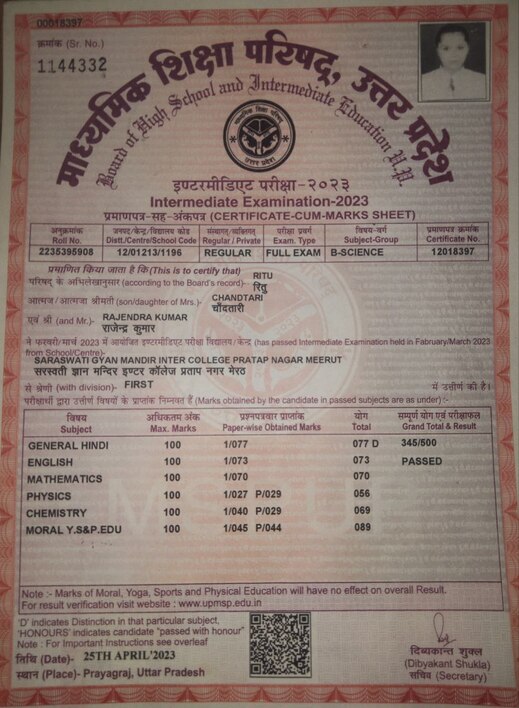 00018397
क्रमांक (Sr. No.)
1144332
माध्यमिक शिक्षा परिषद्, उत्तर प्रदेश
Board of High School and Intermediate Education U.P.
माध्यमिक शिक्षा परिषद
उत्तर प्रदेश
इण्टरमीडिएट परीक्षा-२०२३
Intermediate Examination-2023
प्रमाणपत्र-सह-अंकपत्र (CERTIFICATE-CUM-MARKS SHEET)
अनुक्रमांक जनपद/केन्द्र/विद्यालय कोड संस्थागत/व्यक्तिगत परीक्षा प्रवर्ग विषय-वर्ग प्रमाणपत्र क्रमांक
Roll No. Distt./Centre/School Code Regular / Private Exam. Type Subject-Group Certificate No.
2235395908 12/01213/1196 REGULAR FULL EXAM B-SCIENCE 12018397
प्रमाणित किया जाता है कि (This is to certify that)
RITU
परिषद् के अभिलेखानुसार (according to the Board's record)- रितु
CHANDTARI
आत्मज/आत्मजा श्रीमती (son/daughter of Mrs.)- चाँदतारी
RAJENDRA KUMAR
एवं श्री (and Mr.)- राजेन्द्र कुमार
ने फरवरी/मार्च 2023 में आयोजित इण्टरमीडिएट परीक्षा विद्यालय/केन्द्र (has passed Intermediate Examination held in Fabruary/March 2023
from School/Centre)-
SARASWATI GYAN MANDIR INTER COLLEGE PRATAP NAGAR MEERUT
सरस्वती ज्ञान मन्दिर इण्टर कॉलेज प्रताप नगर मेरठ
से श्रेणी (with division)- FIRST में उत्तीर्ण की है।
परीक्षार्थी द्वारा उत्तीर्ण विषयों के प्राप्तांक निम्नवत हैं (Marks obtained by the candidate in passed subjects are as under):-
विषय अधिकतम अंक प्रश्नपत्रवार प्राप्तांक योग सम्पूर्ण योग एवं परीक्षाफल
Subject Max. Marks Paper-wise Obtained Marks Total Grand Total & Result
GENERAL HINDI 100 1/077 077 D 345/500
ENGLISH 100 1/073 073 PASSED
MATHEMATICS 100 1/070 070
PHYSICS 100 1/027 P/029 056
CHEMISTRY 100 1/040 P/029 069
MORAL Y.S&P.EDU 100 1/045 P/044 089
Note :- Marks of Moral, Yoga, Sports and Physical Education will have no effect on overall Result.
For result verification visit website : www.upmsp.edu.in
'D' indicates Distinction in that particular subject,
'HONOURS' indicates candidate "passed with honour"
Note : For Important Instructions see overleaf
तिथि (Date)- 25TH APRIL'2023
स्थान (Place)- Prayagraj, Uttar Pradesh
दिब्यकान्त शुक्ल
(Dibyakant Shukla)
सचिव (Secretary)